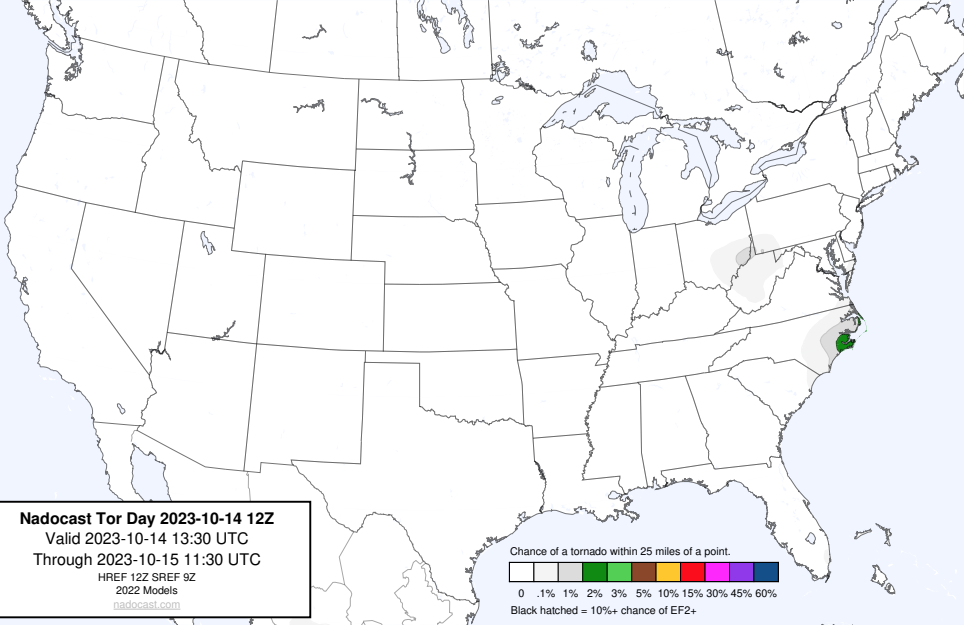 Nadocast Tor Day 2023-10-14 12Z
Valid 2023-10-14 13:30 UTC
Through 2023-10-15 11:30 UTC
HREF 12Z SREF 9Z
2022 Models
nadocast.com
Chance of a tornado within 25 miles of a point.
0 .1% 1% 2% 3% 5% 10% 15% 30% 45% 60%
Black hatched = 10%+ chance of EF2+